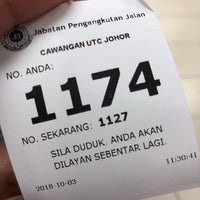 Jabatan Pengangkutan Jalan
CAWANGAN UTC JOHOR
NO. ANDA:
1174
NO. SEKARANG: 1127
SILA DUDUK. ANDA AKAN
DILAYAN SEBENTAR LAGI.
2018-10-03 11:30:41